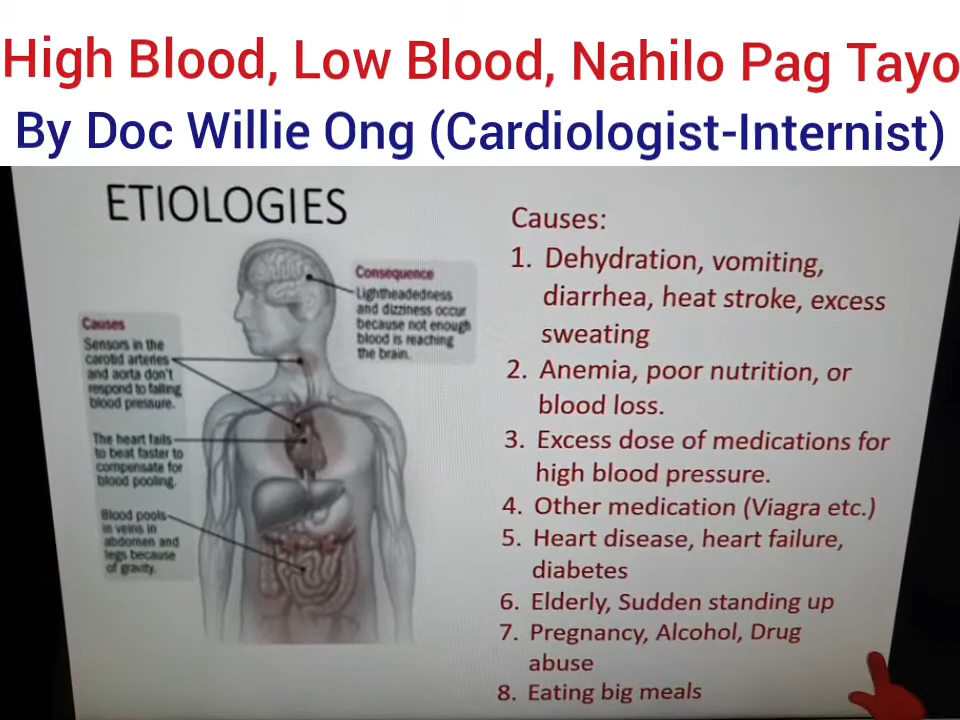 High Blood, Low Blood, Nahilo Pag Tayo
By Doc Willie Ong (Cardiologist-Internist)
ETIOLOGIES
Consequence
Lightheadedness
and dizziness occur
because not enough
blood is reaching
the brain.
Causes
Sensors in the
carotid arteries
and aorta don't
respond to falling
blood pressure.
The heart fails
to beat faster to
compensate for
blood pooling.
Blood pools
in veins in
abdomen and
legs because
of gravity.
Causes:
1. Dehydration, vomiting,
diarrhea, heat stroke, excess
sweating
2. Anemia, poor nutrition, or
blood loss.
3. Excess dose of medications for
high blood pressure.
4. Other medication (Viagra etc.)
5. Heart disease, heart failure,
diabetes
6. Elderly, Sudden standing up
7. Pregnancy, Alcohol, Drug
abuse
8. Eating big meals